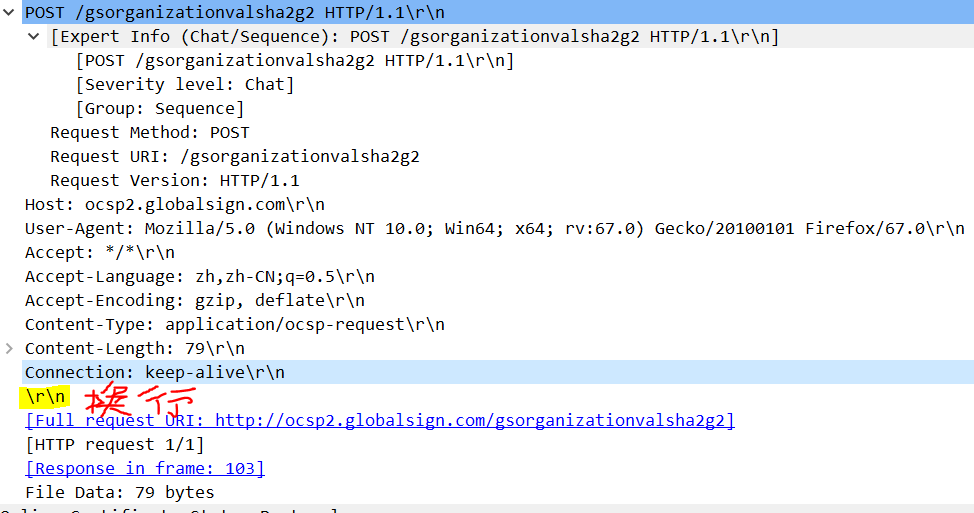 POST /gsorganizationvalsha2g2 HTTP/1.1\r\n
[Expert Info (Chat/Sequence): POST /gsorganizationvalsha2g2 HTTP/1.1\r\n]
[POST /gsorganizationvalsha2g2 HTTP/1.1\r\n]
[Severity level: Chat]
[Group: Sequence]
Request Method: POST
Request URI: /gsorganizationvalsha2g2
Request Version: HTTP/1.1
Host: ocsp2.globalsign.com\r\n
User-Agent: Mozilla/5.0 (Windows NT 10.0; Win64; x64; rv:67.0) Gecko/20100101 Firefox/67.0\r\n
Accept: */*\r\n
Accept-Language: zh,zh-CN;q=0.5\r\n
Accept-Encoding: gzip, deflate\r\n
Content-Type: application/ocsp-request\r\n
Content-Length: 79\r\n
Connection: keep-alive\r\n
\r\n 换行
[Full request URI: http://ocsp2.globalsign.com/gsorganizationvalsha2g2]
[HTTP request 1/1]
[Response in frame: 103]
File Data: 79 bytes